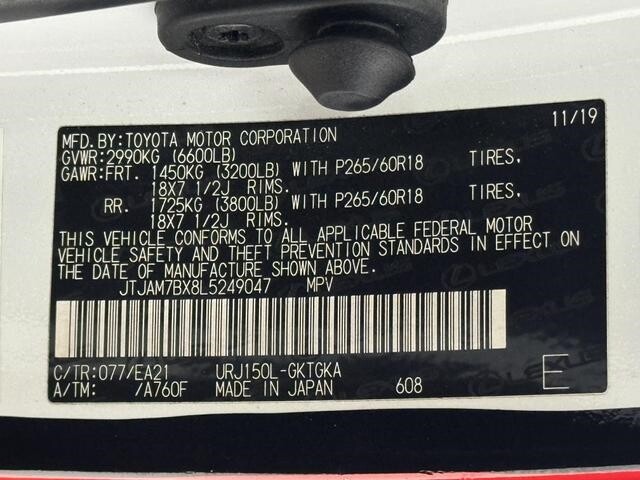 11/19
MFD.BY:TOYOTA MOTOR CORPORATION
GVWR:2990KG (6600LB)
GAWR:FRT. 1450KG (3200LB) WITH P265/60R18 TIRES.
18X7 1/2J RIMS.
RR. 1725KG (3800LB) WITH P265/60R18 TIRES.
18X7 1/2J RIMS.
THIS VEHICLE CONFORMS TO ALL APPLICABLE FEDERAL MOTOR
VEHICLE SAFETY AND THEFT PREVENTION STANDARDS IN EFFECT ON
THE DATE OF MANUFACTURE SHOWN ABOVE.
JTJAM7BX8L5249047 MPV
C/TR:077/EA21 URJ150L-GKTGKA
A/TM: /A760F MADE IN JAPAN 608 E